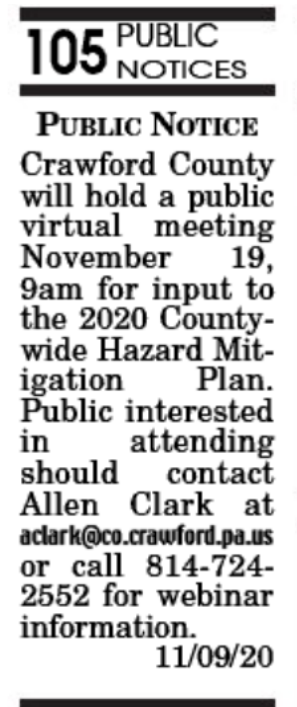 105 PUBLIC
NOTICES
PUBLIC NOTICE
Crawford County
will hold a public
virtual meeting
November 19,
9am for input to
the 2020 County-
wide Hazard Mit-
igation Plan.
Public interested
in attending
should contact
Allen Clark at
aclark@co.crawford.pa.us
or call 814-724-
2552 for webinar
information.
11/09/20